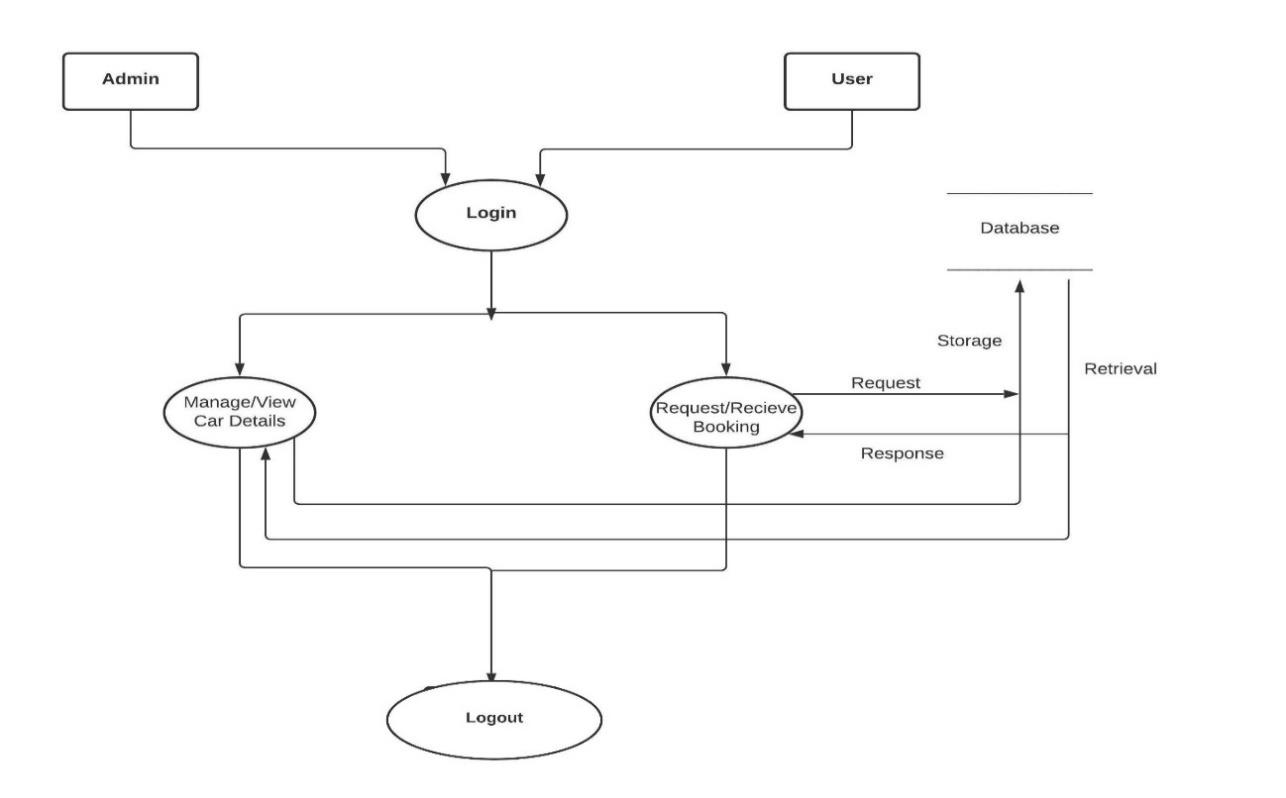 Admin
User
Login
Database
Storage
Retrieval
Manage/View
Car Details
Request/Recieve
Booking
Request
Response
Logout